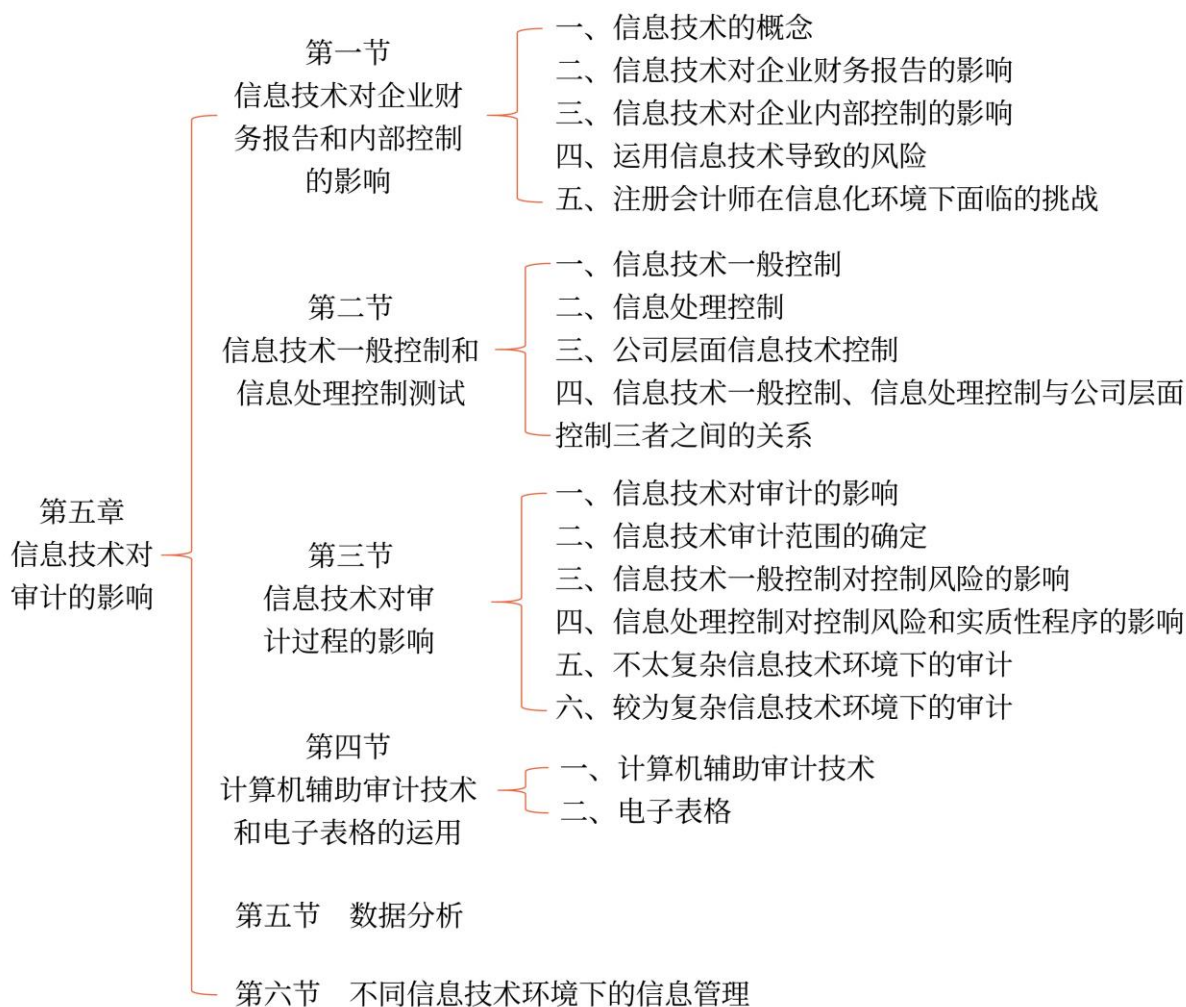 第五章
信息技术对
审计的影响
第一节
信息技术对企业财
务报告和内部控制
的影响
一、信息技术的概念
二、信息技术对企业财务报告的影响
三、信息技术对企业内部控制的影响
四、运用信息技术导致的风险
五、注册会计师在信息化环境下面临的挑战
第二节
信息技术一般控制和
信息处理控制测试
一、信息技术一般控制
二、信息处理控制
三、公司层面信息技术控制
四、信息技术一般控制、信息处理控制与公司层面
控制三者之间的关系
第三节
信息技术对审
计过程的影响
一、信息技术对审计的影响
二、信息技术审计范围的确定
三、信息技术一般控制对控制风险的影响
四、信息处理控制对控制风险和实质性程序的影响
五、不太复杂信息技术环境下的审计
六、较为复杂信息技术环境下的审计
第四节
计算机辅助审计技术
和电子表格的运用
一、计算机辅助审计技术
二、电子表格
第五节　数据分析
第六节　不同信息技术环境下的信息管理